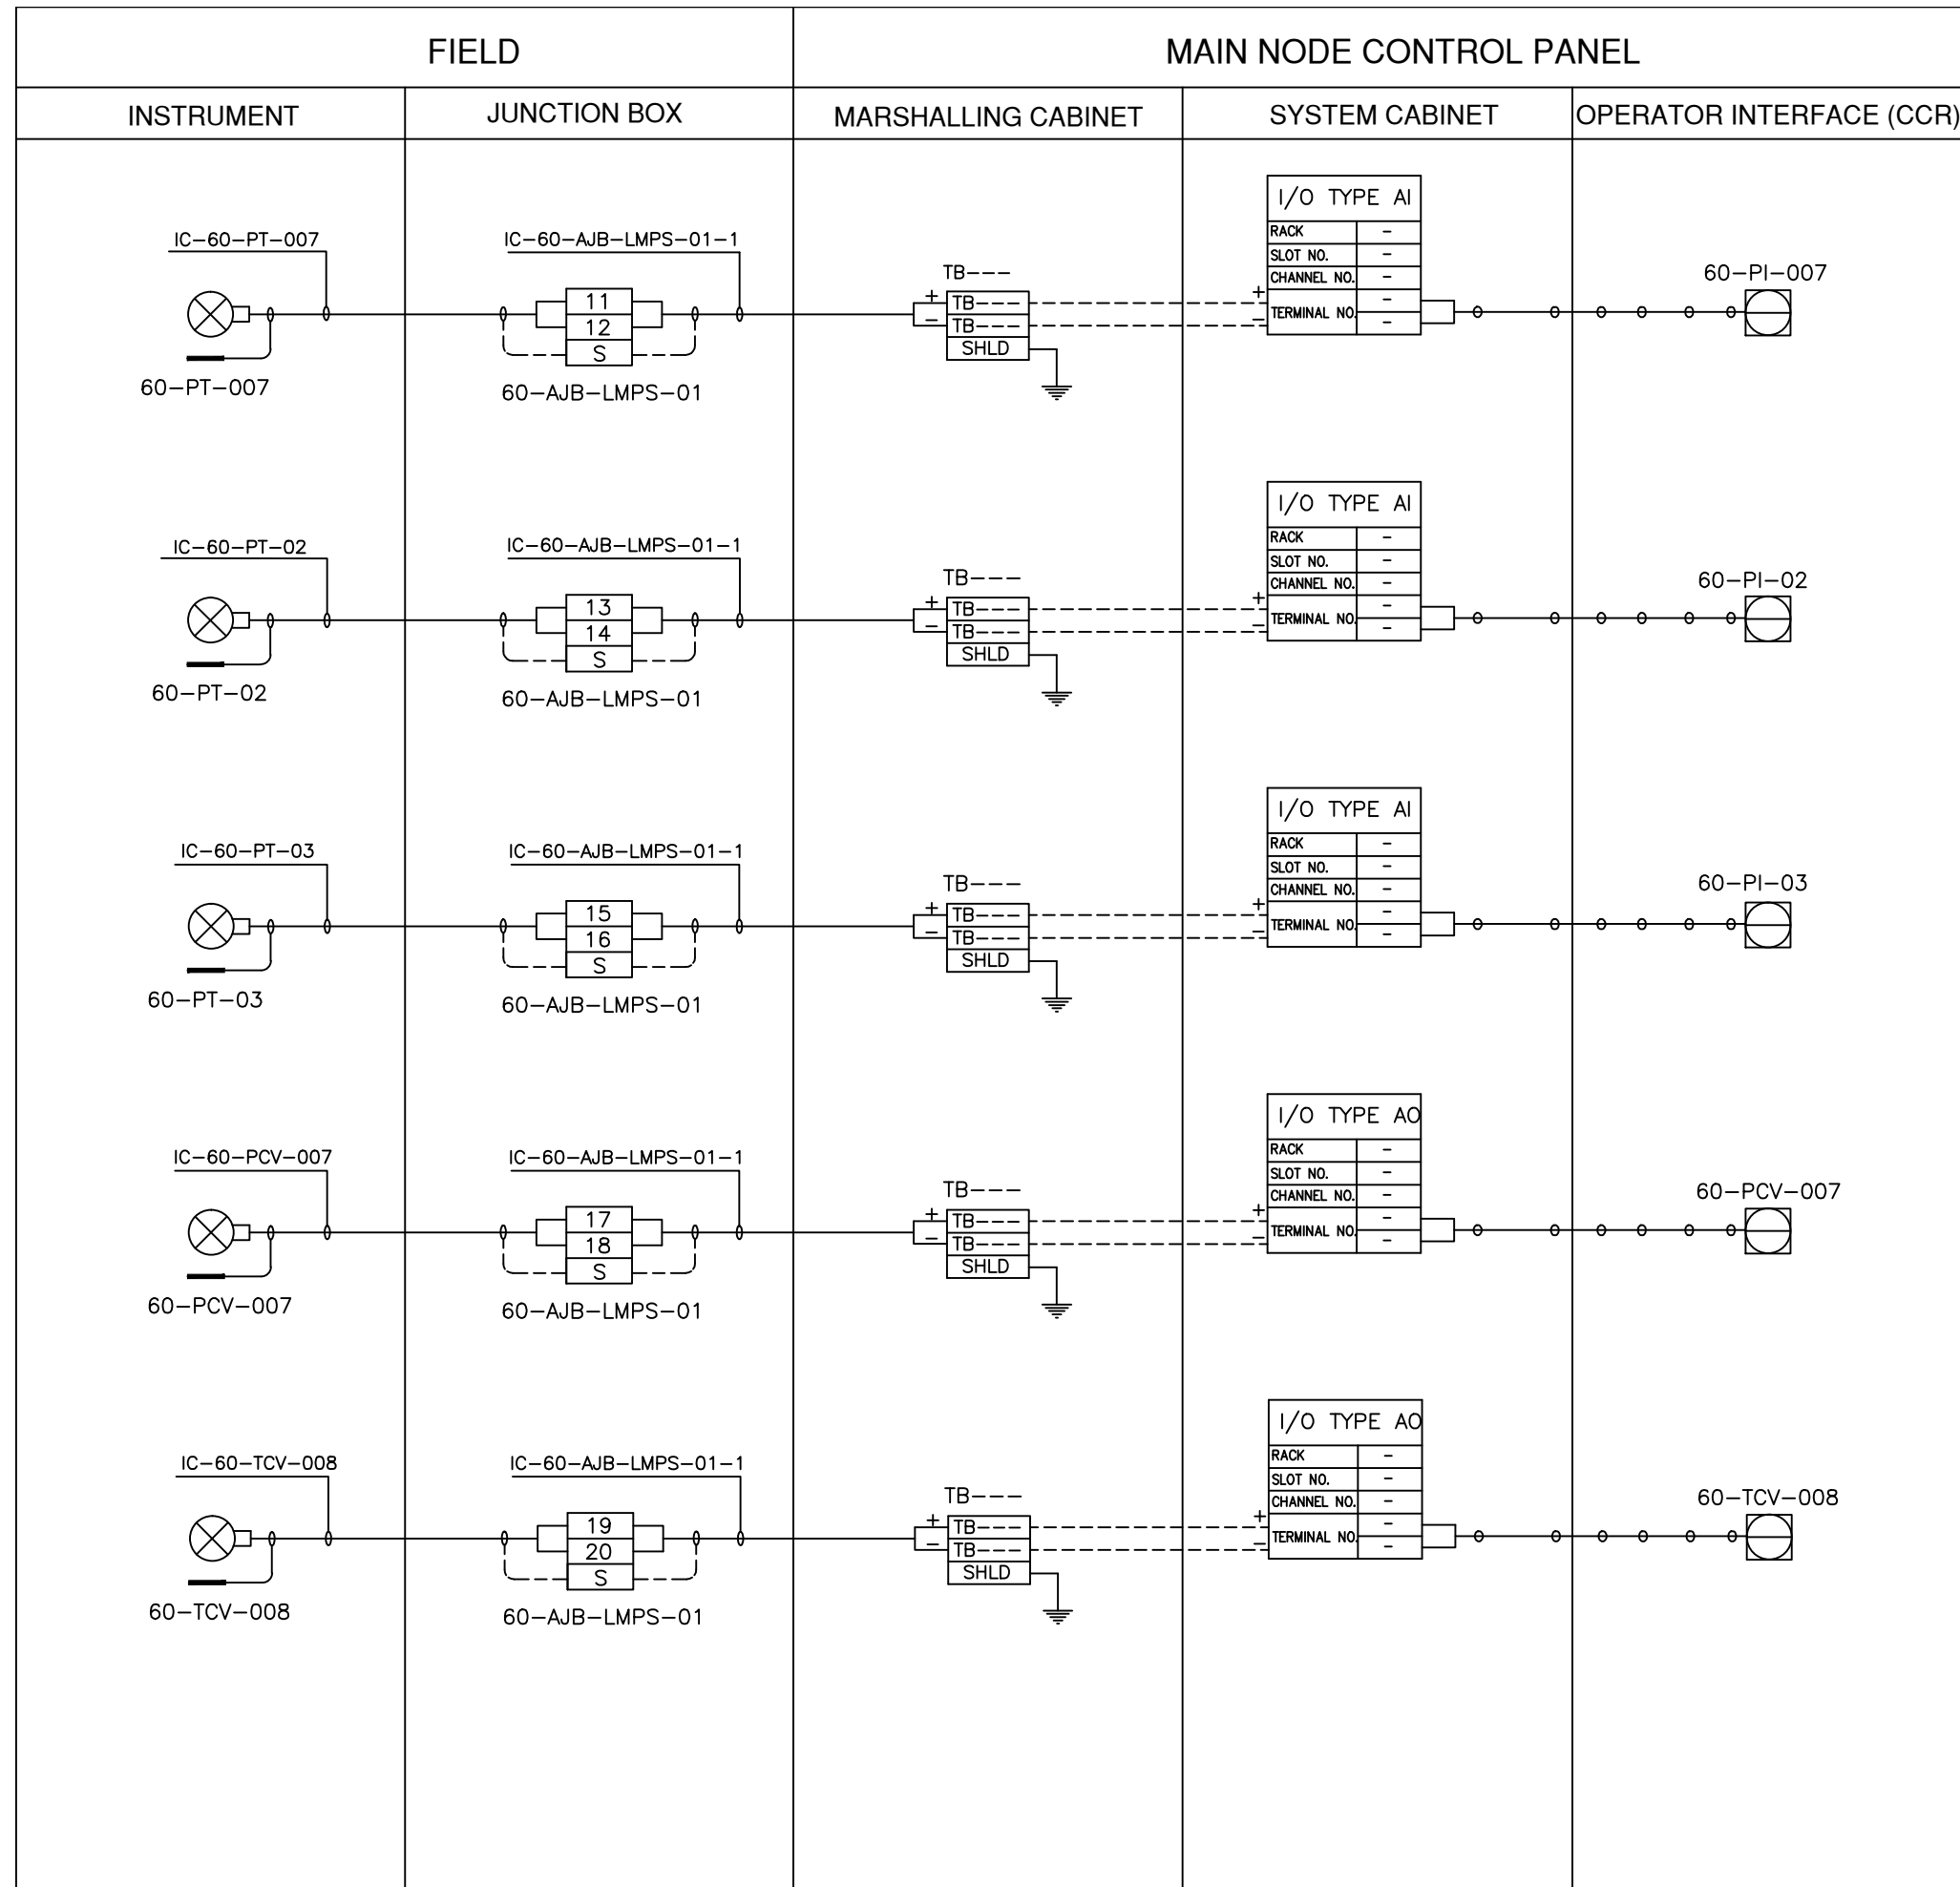 FIELD
MAIN NODE CONTROL PANEL
INSTRUMENT
JUNCTION BOX
MARSHALLING CABINET
SYSTEM CABINET
OPERATOR INTERFACE (CCR)
IC-60-PT-007
60-PT-007
IC-60-AJB-LMPS-01-1
11
12
S
60-AJB-LMPS-01
TB---
+ TB---
- TB---
SHLD
I/O TYPE AI
RACK -
SLOT NO. -
CHANNEL NO. -
+ -
TERMINAL NO.
- -
60-PI-007
IC-60-PT-02
60-PT-02
IC-60-AJB-LMPS-01-1
13
14
S
60-AJB-LMPS-01
TB---
+ TB---
- TB---
SHLD
I/O TYPE AI
RACK -
SLOT NO. -
CHANNEL NO. -
+ -
TERMINAL NO.
- -
60-PI-02
IC-60-PT-03
60-PT-03
IC-60-AJB-LMPS-01-1
15
16
S
60-AJB-LMPS-01
TB---
+ TB---
- TB---
SHLD
I/O TYPE AI
RACK -
SLOT NO. -
CHANNEL NO. -
+ -
TERMINAL NO.
- -
60-PI-03
IC-60-PCV-007
60-PCV-007
IC-60-AJB-LMPS-01-1
17
18
S
60-AJB-LMPS-01
TB---
+ TB---
- TB---
SHLD
I/O TYPE AO
RACK -
SLOT NO. -
CHANNEL NO. -
+ -
TERMINAL NO.
- -
60-PCV-007
IC-60-TCV-008
60-TCV-008
IC-60-AJB-LMPS-01-1
19
20
S
60-AJB-LMPS-01
TB---
+ TB---
- TB---
SHLD
I/O TYPE AO
RACK -
SLOT NO. -
CHANNEL NO. -
+ -
TERMINAL NO.
- -
60-TCV-008